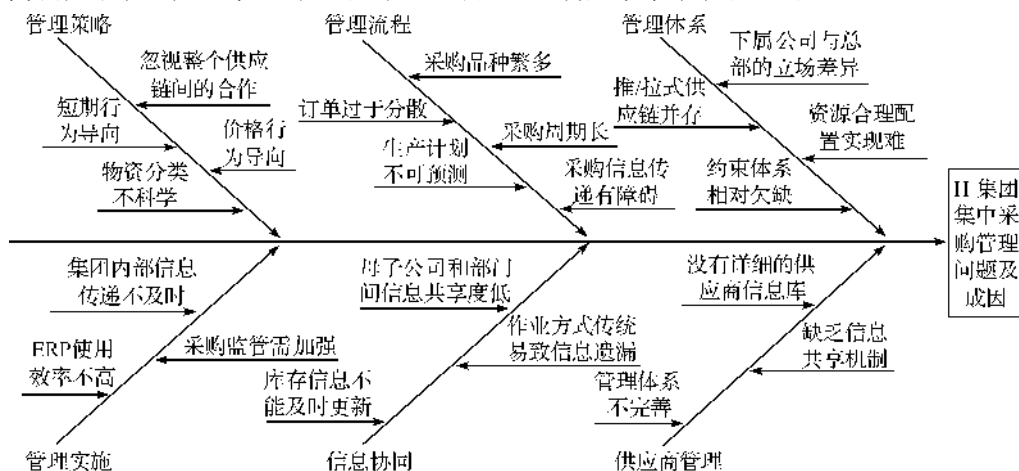 管理策略
管理流程
管理体系
忽视整个供应
链间的合作
短期行
为导向
价格行
为导向
物资分类
不科学
采购品种繁多
订单过于分散
采购周期长
生产计划
不可预测
采购信息传
递有障碍
下属公司与总
部的立场差异
推/拉式供
应链并存
资源合理配
置实现难
约束体系
相对欠缺
H集团
集中采
购管理
问题及
成因
集团内部信息
传递不及时
ERP使用
效率不高
采购监管需加强
母子公司和部门
间信息共享度低
作业方式传统
易致信息遗漏
库存信息不
能及时更新
没有详细的供
应商信息库
缺乏信息
共享机制
管理体系
不完善
管理实施
信息协同
供应商管理